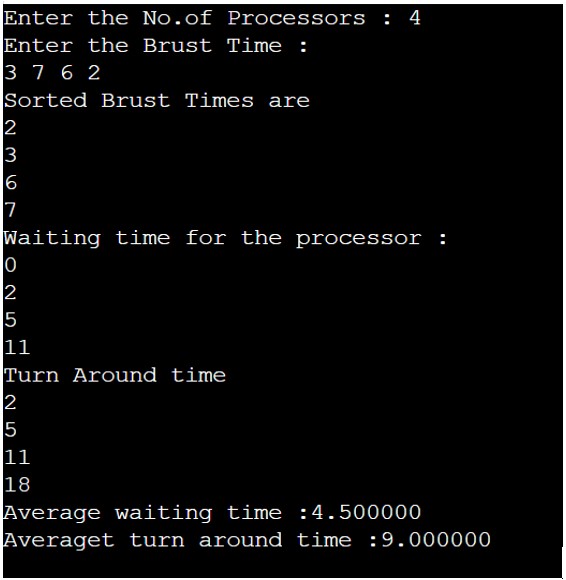 Enter the No.of Processors : 4
Enter the Brust Time :
3 7 6 2
Sorted Brust Times are
2
3
6
7
Waiting time for the processor :
0
2
5
11
Turn Around time
2
5
11
18
Average waiting time :4.500000
Averaget turn around time :9.000000